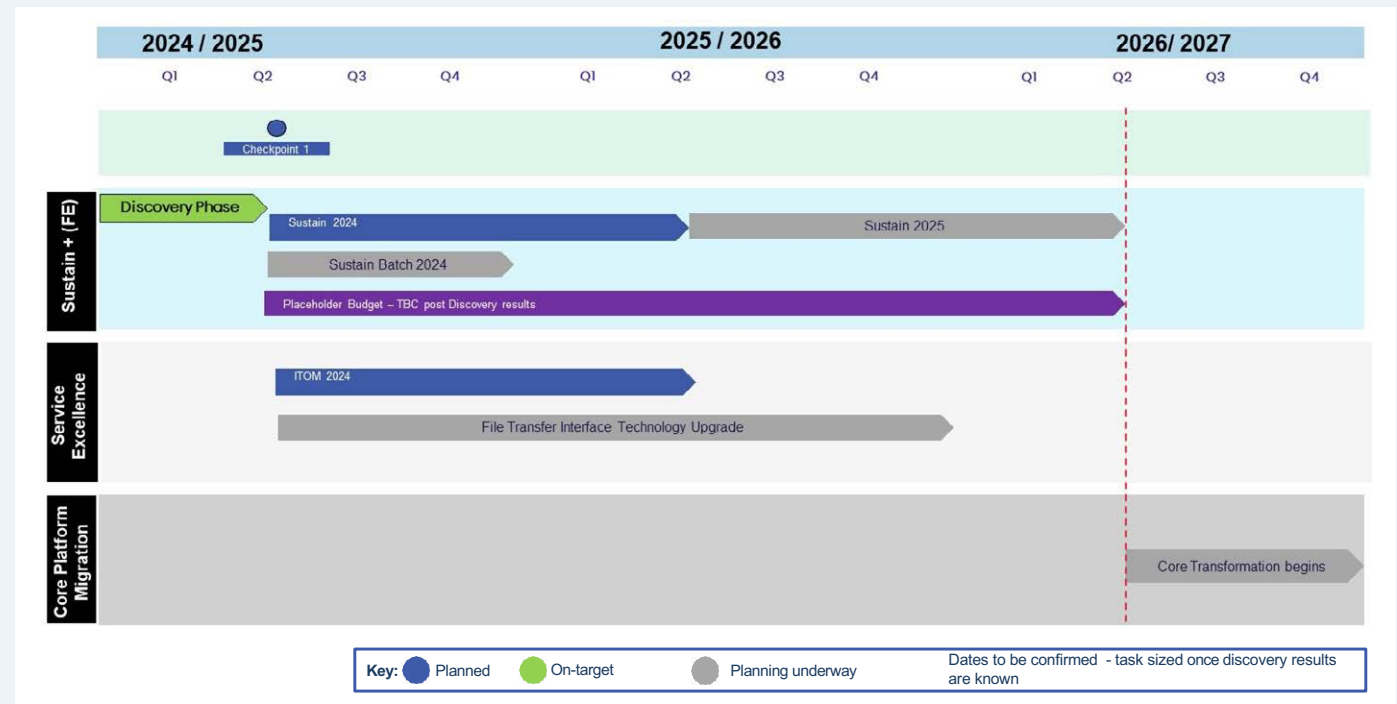 2024 / 2025 2025 / 2026 2026/ 2027
Q1 Q2 Q3 Q4 Q1 Q2 Q3 Q4 Q1 Q2 Q3 Q4
Checkpoint 1
Sustain + (FE)
Discovery Phase
Sustain 2024
Sustain 2025
Sustain Batch 2024
Placeholder Budget – TBC post Discovery results
Service
Excellence
ITOM 2024
File Transfer Interface Technology Upgrade
Core Platform
Migration
Core Transformation begins
Key: Planned On-target Planning underway Dates to be confirmed - task sized once discovery results
are known